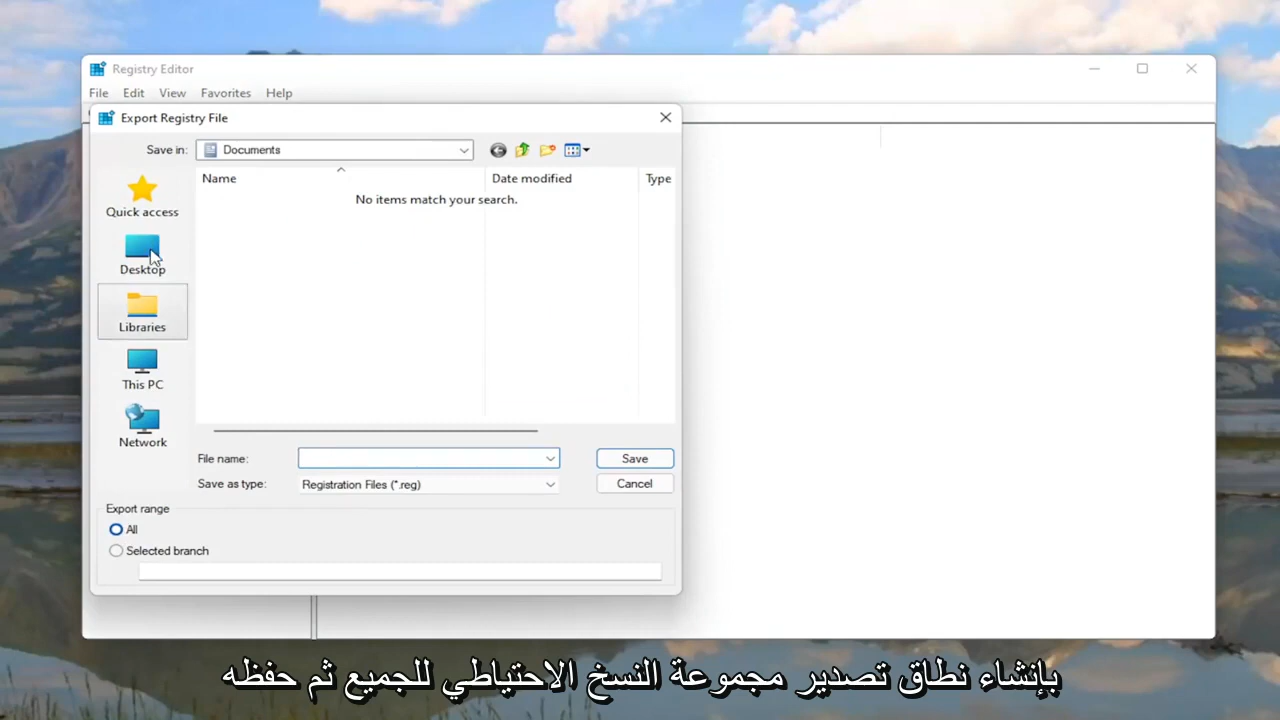 Registry Editor
File Edit View Favorites Help
Export Registry File
Save in: Documents
Name Date modified Type
No items match your search.
Quick access
Desktop
Libraries
This PC
Network
File name: Save
Save as type: Registration Files (*.reg) Cancel
Export range
All
Selected branch
بإنشاء نطاق تصدير مجموعة النسخ الاحتياطي للجميع ثم حفظه